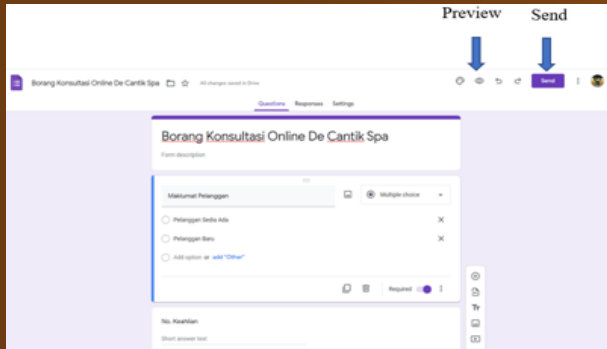 Preview Send
Borang Konsultasi Online De Cantik Spa
All changes saved in Drive
Send
Questions Responses Settings
Borang Konsultasi Online De Cantik Spa
Form description
Maklumat Pelanggan
Multiple choice
Pelanggan Sedia Ada
Pelanggan Baru
Add option or add "Other"
Required
No. Keahlian
Short answer text
Tr